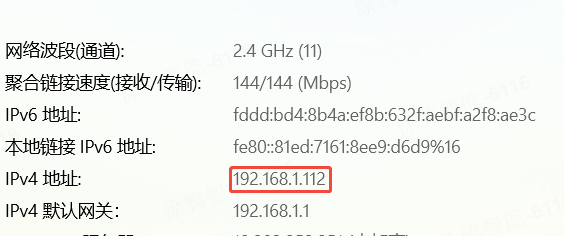 网络波段(通道): 2.4 GHz (11)
聚合链接速度(接收/传输): 144/144 (Mbps)
IPv6 地址: fddd:bd4:8b4a:ef8b:632f:aebf:a2f8:ae3c
本地链接 IPv6 地址: fe80::81ed:7161:8ee9:d6d9%16
IPv4 地址: 192.168.1.112
IPv4 默认网关: 192.168.1.1